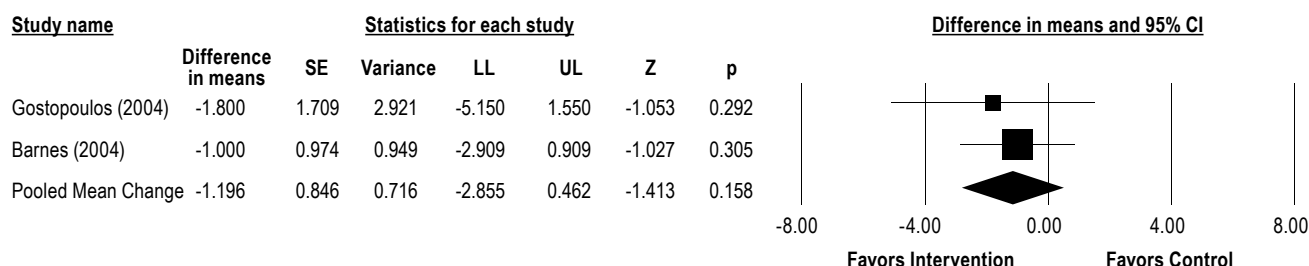 Study name Statistics for each study Difference in means and 95% CI
Difference in means SE Variance LL UL Z p
Gostopoulos (2004) -1.800 1.709 2.921 -5.150 1.550 -1.053 0.292
Barnes (2004) -1.000 0.974 0.949 -2.909 0.909 -1.027 0.305
Pooled Mean Change -1.196 0.846 0.716 -2.855 0.462 -1.413 0.158
-8.00 -4.00 0.00 4.00 8.00
Favors Intervention Favors Control